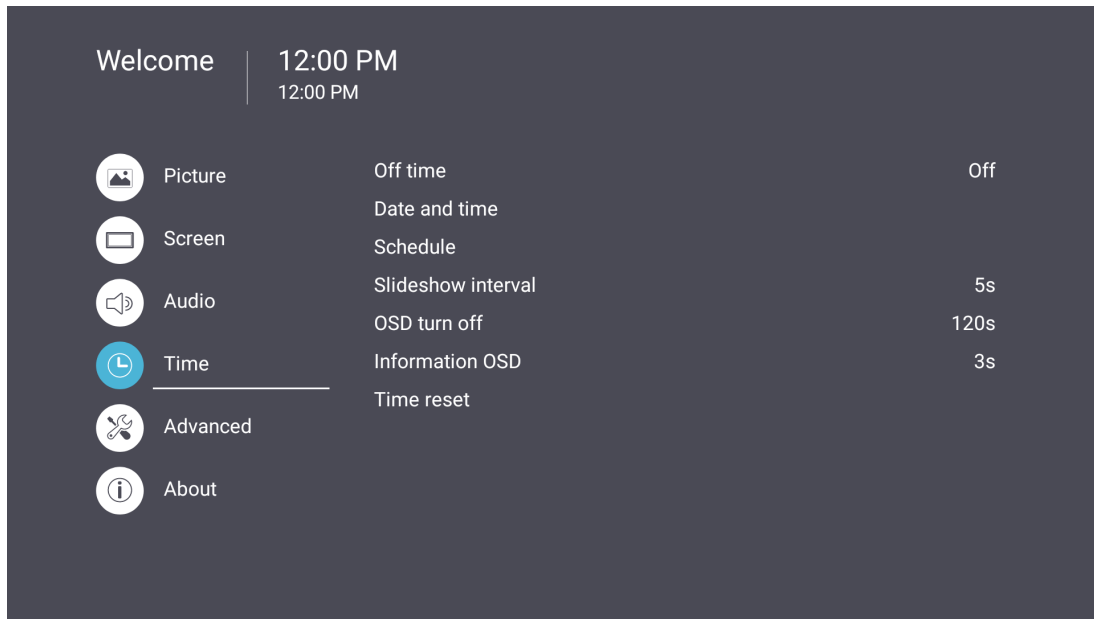 Welcome
12:00 PM
12:00 PM
Picture
Screen
Audio
Time
Advanced
About
Off time Off
Date and time
Schedule
Slideshow interval 5s
OSD turn off 120s
Information OSD 3s
Time reset